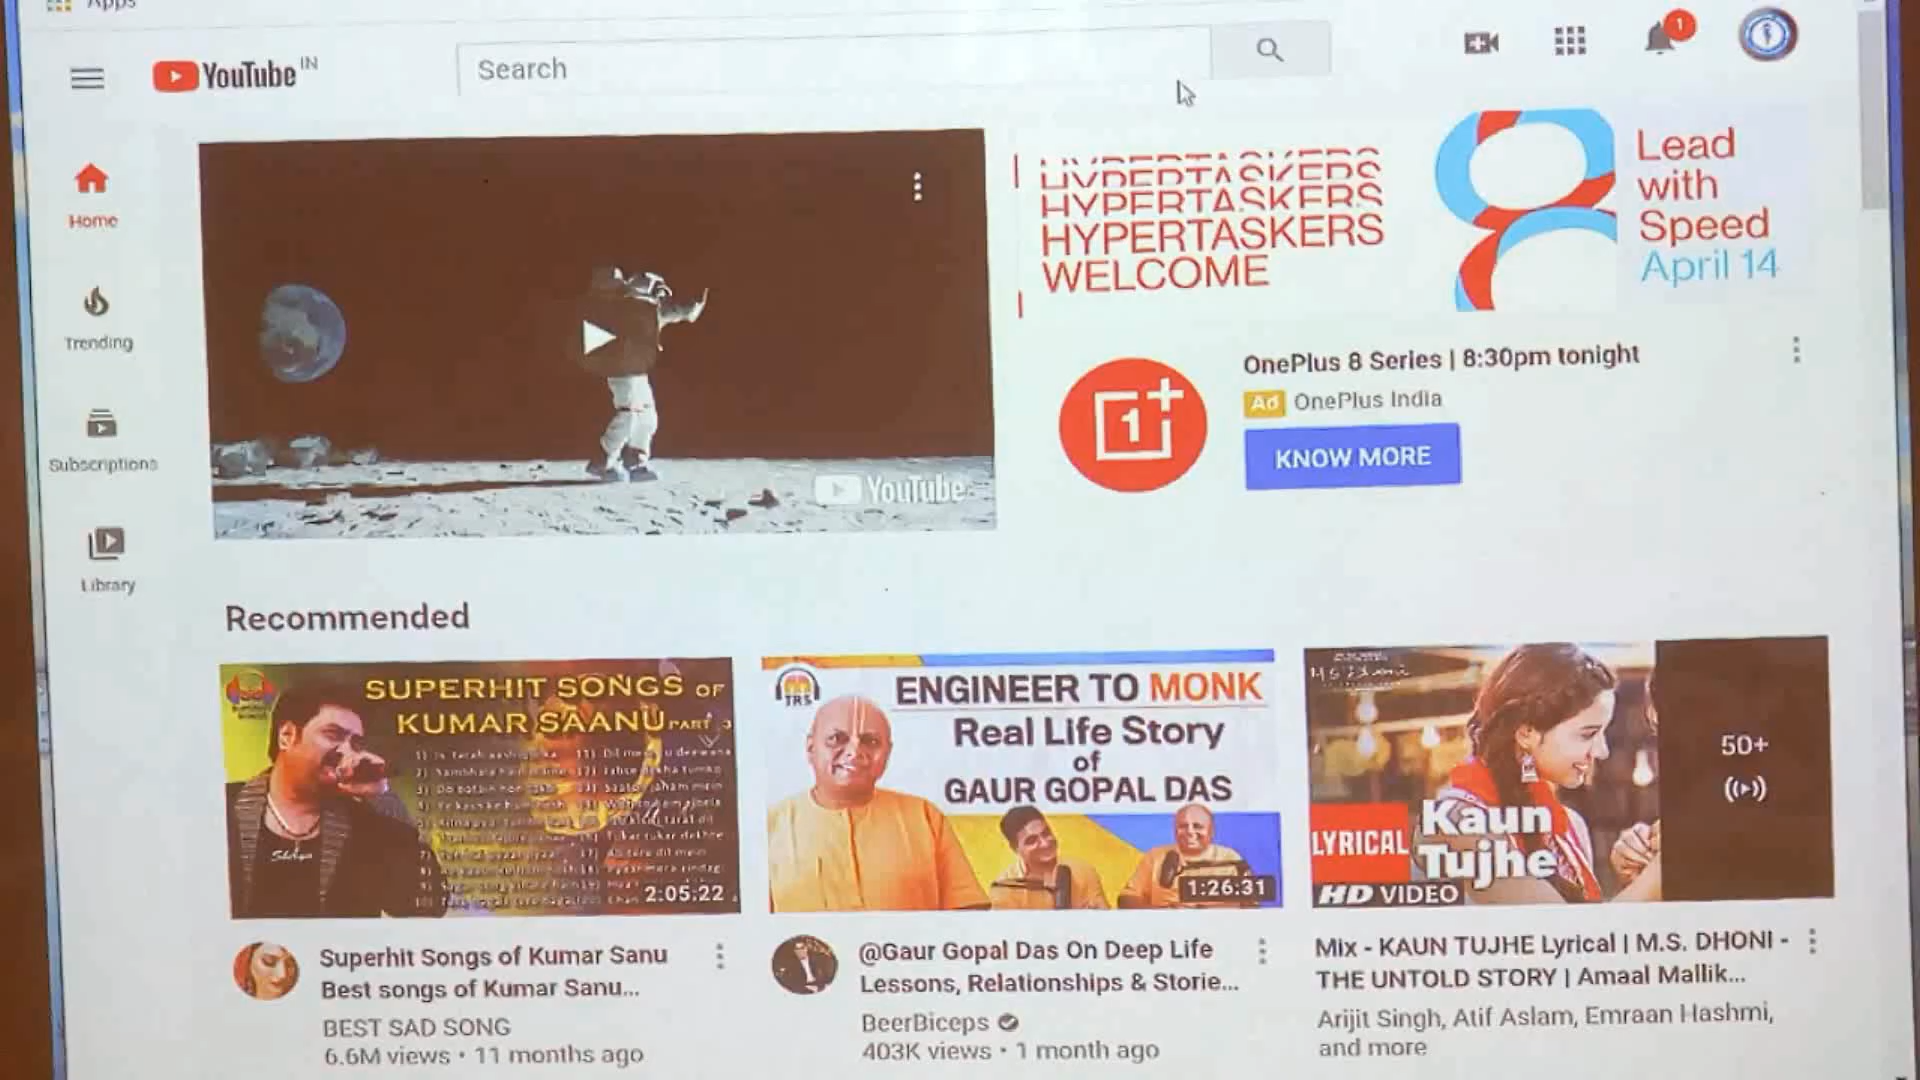 Apps
YouTube IN
Search
1
Home
Trending
Subscriptions
Library
YouTube
HYPERTASKERS
HYPERTASKERS
HYPERTASKERS
HYPERTASKERS
WELCOME
Lead
with
Speed
April 14
OnePlus 8 Series | 8:30pm tonight
Ad OnePlus India
KNOW MORE
Recommended
SUPERHIT SONGS OF
KUMAR SAANU PART 3
2:05:22
Superhit Songs of Kumar Sanu
Best songs of Kumar Sanu...
BEST SAD SONG
6.6M views • 11 months ago
TRS
ENGINEER TO MONK
Real Life Story
of
GAUR GOPAL DAS
1:26:31
@Gaur Gopal Das On Deep Life
Lessons, Relationships & Storie...
BeerBiceps
403K views • 1 month ago
50+
LYRICAL
Kaun
Tujhe
HD VIDEO
Mix - KAUN TUJHE Lyrical | M.S. DHONI -
THE UNTOLD STORY | Amaal Mallik...
Arijit Singh, Atif Aslam, Emraan Hashmi,
and more